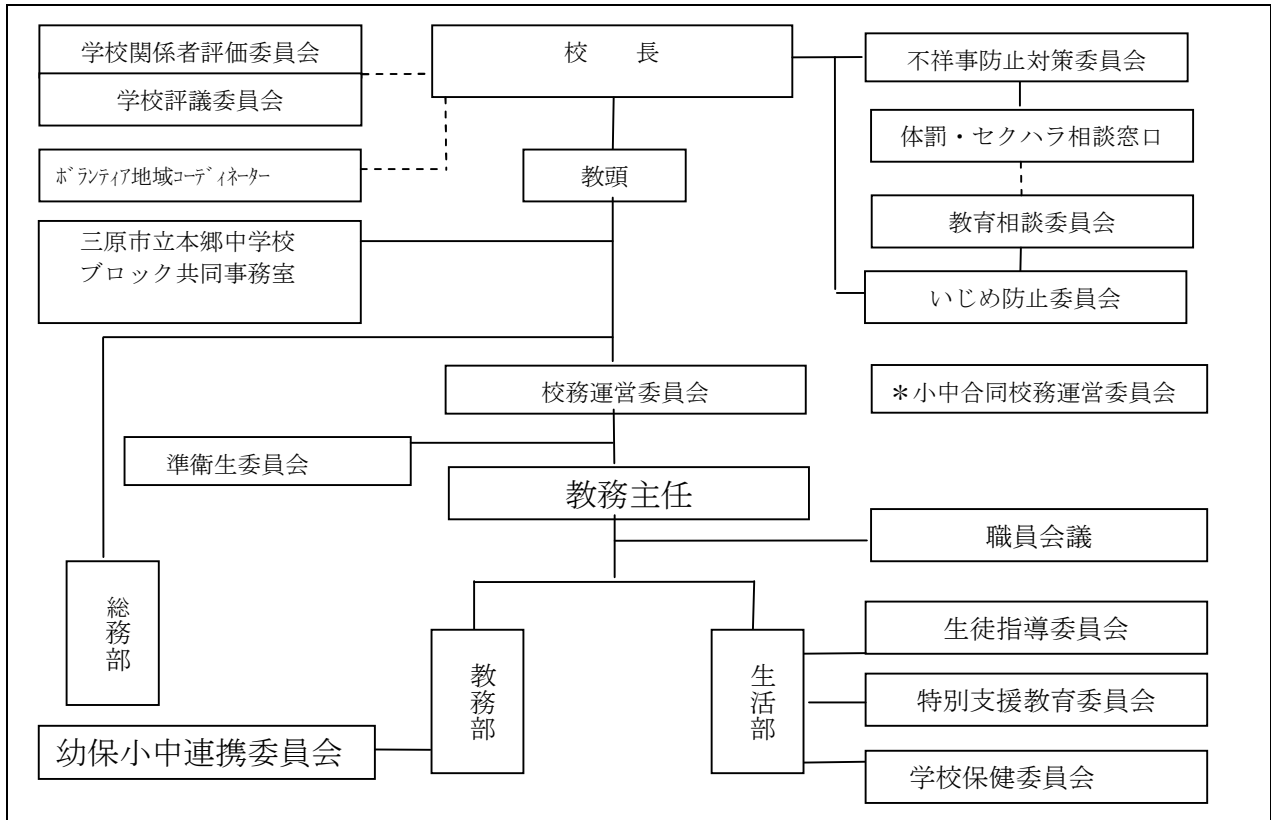 学校関係者評価委員会
学校評議委員会
校　　長
不祥事防止対策委員会
体罰・セクハラ相談窓口
ﾎﾞﾗﾝﾃｨｱ地域ｺｰﾃﾞｨﾈｰﾀｰ
教頭
教育相談委員会
三原市立本郷中学校
ブロック共同事務室
いじめ防止委員会
校務運営委員会
＊小中合同校務運営委員会
準衛生委員会
教務主任
職員会議
総務部
教務部
生活部
生徒指導委員会
特別支援教育委員会
幼保小中連携委員会
学校保健委員会